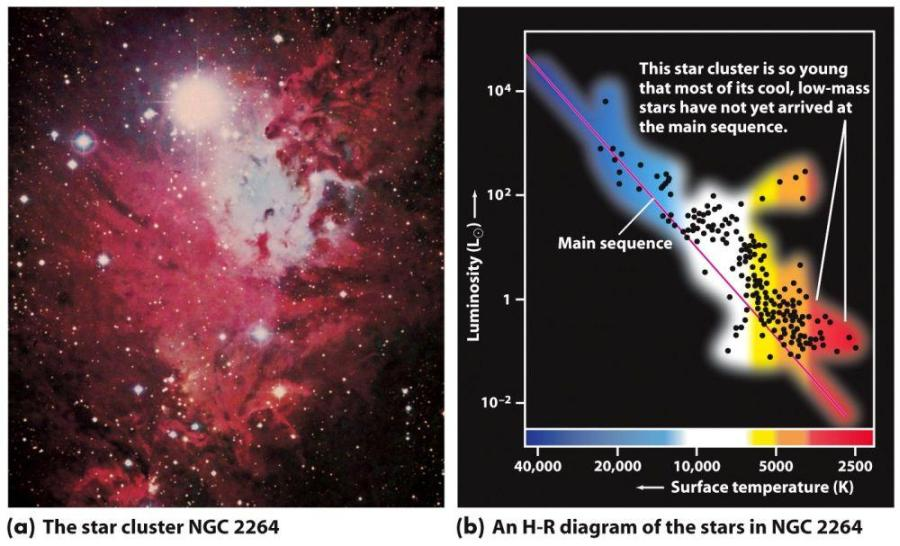 This star cluster is so young
that most of its cool, low-mass
stars have not yet arrived at
the main sequence.
10⁴
10²
1
10⁻²
Luminosity (L☉) →
Main sequence
40,000 20,000 10,000 5000 2500
← Surface temperature (K)
(a) The star cluster NGC 2264
(b) An H-R diagram of the stars in NGC 2264